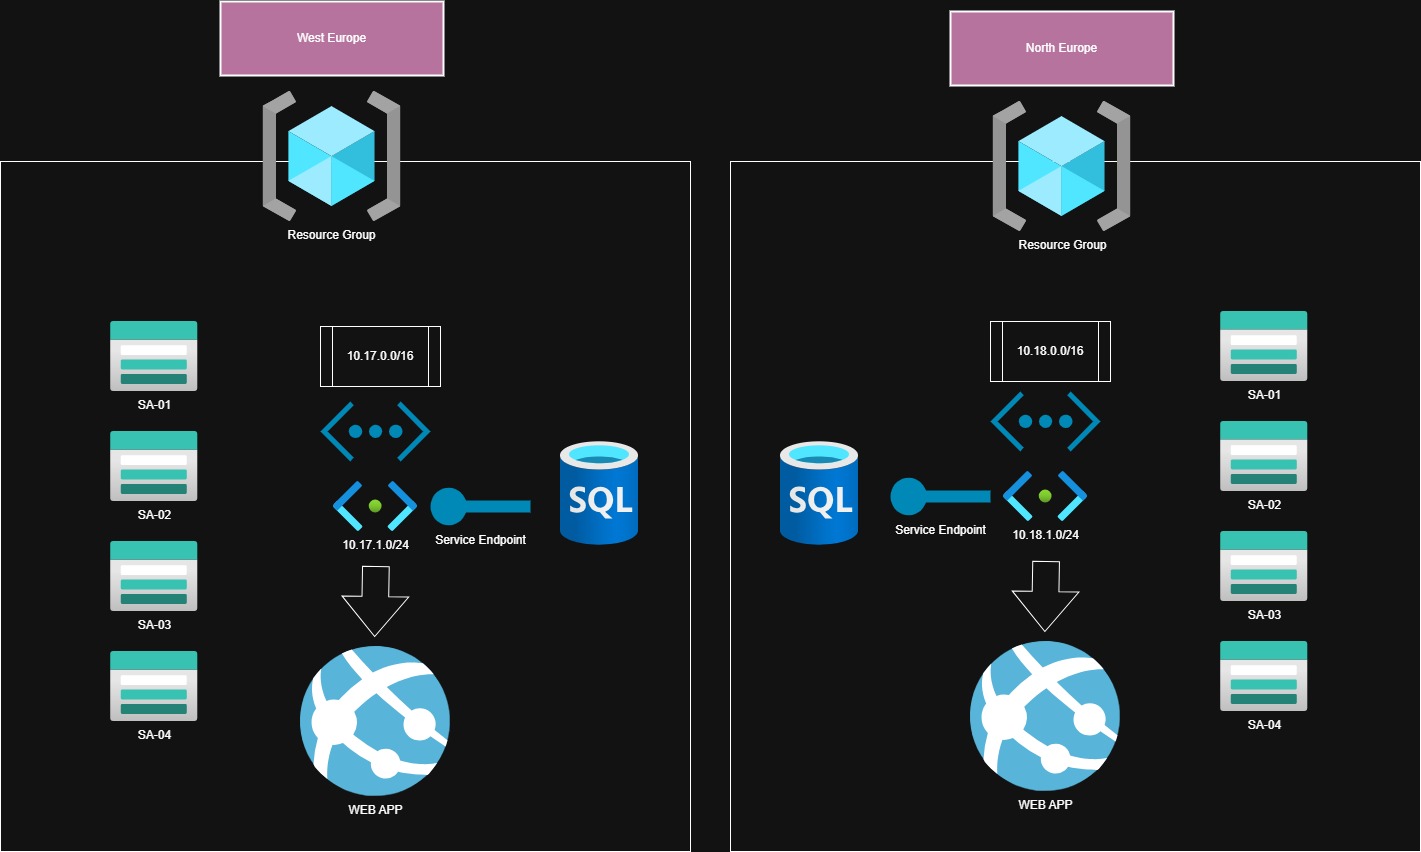 West Europe
Resource Group
10.17.0.0/16
SA-01
SA-02
SQL
10.17.1.0/24
Service Endpoint
SA-03
SA-04
WEB APP
North Europe
Resource Group
10.18.0.0/16
SA-01
SQL
SA-02
Service Endpoint
10.18.1.0/24
SA-03
SA-04
WEB APP